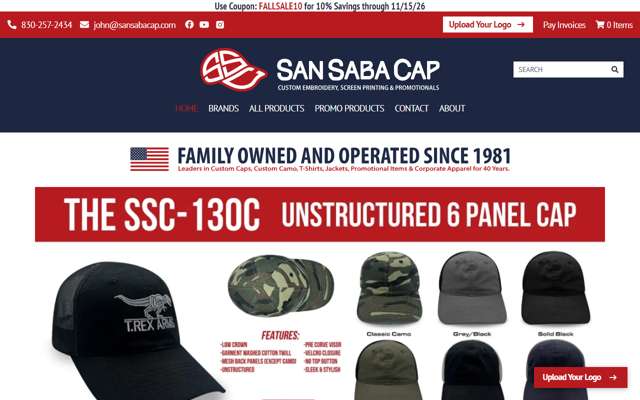 Use Coupon: FALLSALE10 for 10% Savings through 11/15/26
830-257-2434 john@sansabacap.com Upload Your Logo → Pay Invoices 0 Items
SSC SAN SABA CAP
CUSTOM EMBROIDERY, SCREEN PRINTING & PROMOTIONALS
SEARCH
HOME BRANDS ALL PRODUCTS PROMO PRODUCTS CONTACT ABOUT
FAMILY OWNED AND OPERATED SINCE 1981
Leaders in Custom Caps, Custom Camo, T-Shirts, Jackets, Promotional Items & Corporate Apparel for 40 Years.
THE SSC-130C UNSTRUCTURED 6 PANEL CAP
T.REX ARMS
Classic Camo Grey/Black Solid Black
FEATURES:
-LOW CROWN -PRE CURVE VISOR
-GARMENT WASHED COTTON TWILL -VELCRO CLOSURE
-MESH BACK PANELS (EXCEPT CAMO) -NO TOP BUTTON
-UNSTRUCTURED -SLEEK & STYLISH
Upload Your Logo →